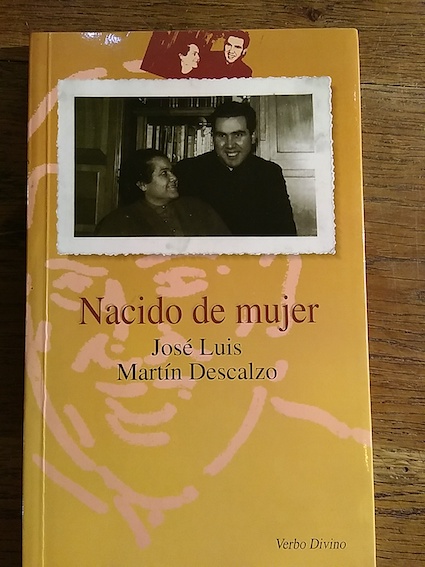 Nacido de mujer
José Luis
Martín Descalzo
Verbo Divino